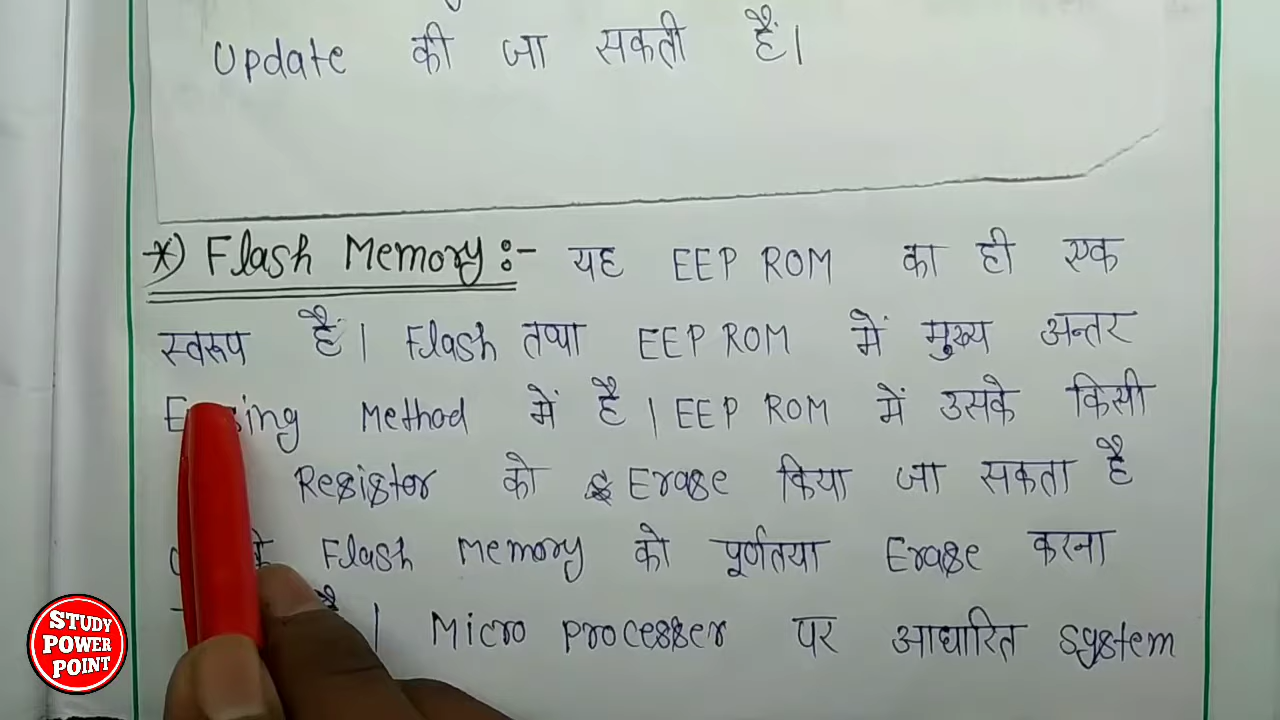 Update की जा सकती हैं।
*) Flash Memory :- यह EEP ROM का ही एक
स्वरूप हैं। Flash तथा EEP ROM में मुख्य अन्तर
Method में है। EEP ROM में उसके किसी
Resistor को Erase किया जा सकता है
Flash Memory को पूर्णतया Erase करना
। Micro Processer पर आधारित System
STUDY
POWER
POINT